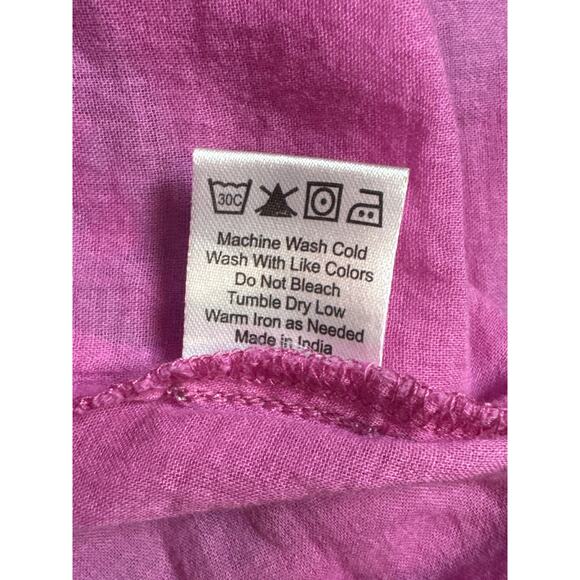 30C
Machine Wash Cold
Wash With Like Colors
Do Not Bleach
Tumble Dry Low
Warm Iron as Needed
Made in India